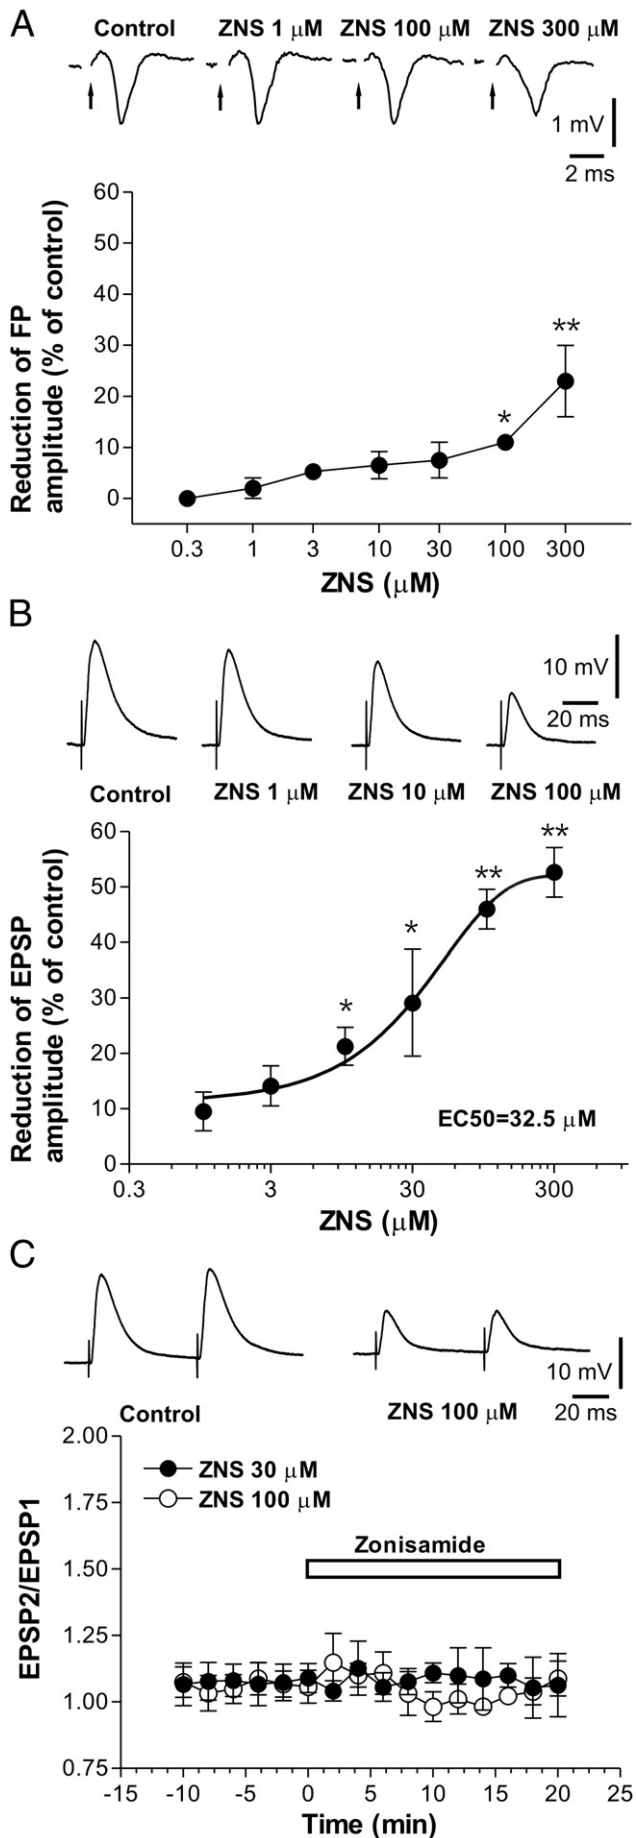 A
Control ZNS 1 μM ZNS 100 μM ZNS 300 μM
1 mV
2 ms
Reduction of FP
amplitude (% of control)
60
50
40
30
20
10
0
*
**
0.3 1 3 10 30 100 300
ZNS (μM)
B
10 mV
20 ms
Control ZNS 1 μM ZNS 10 μM ZNS 100 μM
Reduction of EPSP
amplitude (% of control)
60
50
40
30
20
10
0
*
*
**
**
EC50=32.5 μM
0.3 3 30 300
ZNS (μM)
C
10 mV
20 ms
Control ZNS 100 μM
EPSP2/EPSP1
2.00
1.75
1.50
1.25
1.00
0.75
ZNS 30 μM
ZNS 100 μM
Zonisamide
-15 -10 -5 0 5 10 15 20 25
Time (min)